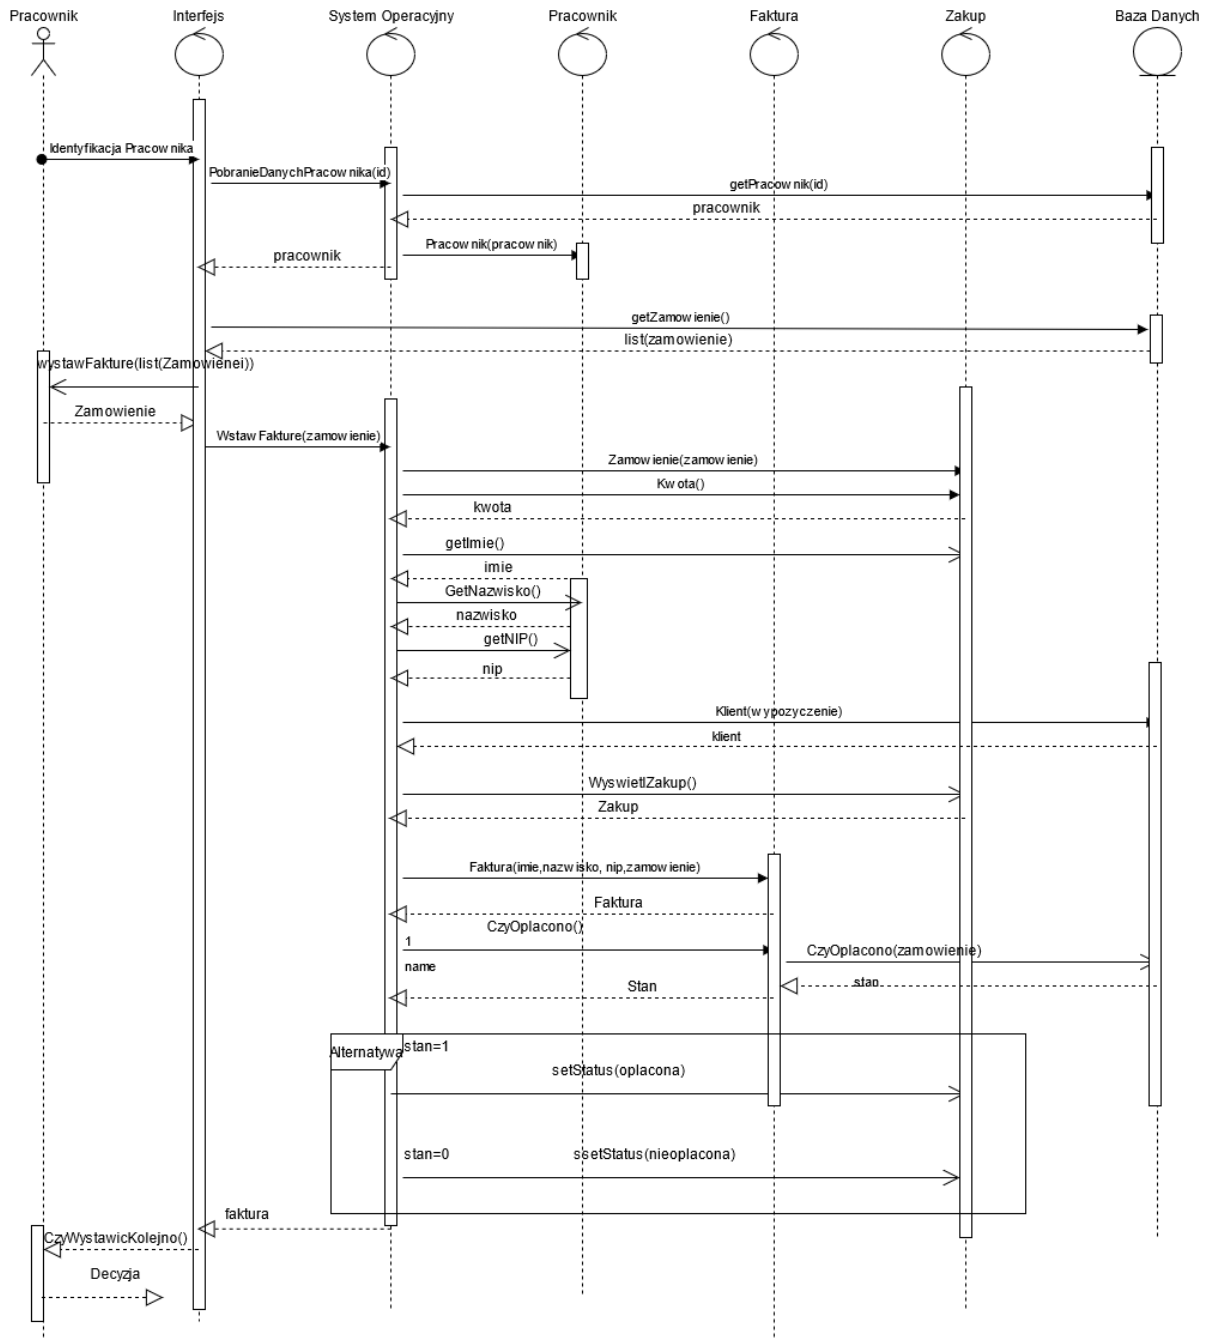 Pracownik
Interfejs
System Operacyjny
Pracownik
Faktura
Zakup
Baza Danych
Identyfikacja Pracownika
PobranieDanychPracownika(id)
getPracownik(id)
pracownik
Pracownik(pracownik)
pracownik
getZamowienie()
list(zamowienie)
wystawFakture(list(Zamowienei))
Zamowienie
WstawFakture(zamowienie)
Zamowienie(zamowienie)
Kwota()
kwota
getImie()
imie
GetNazwisko()
nazwisko
getNIP()
nip
Klient(wypozyczenie)
klient
WyswietlZakup()
Zakup
Faktura(imie,nazwisko, nip,zamowienie)
Faktura
CzyOplacono()
1
CzyOplacono(zamowienie)
name
stan
Stan
Alternatywa
stan=1
setStatus(oplacona)
stan=0
ssetStatus(nieoplacona)
faktura
CzyWystawicKolejno()
Decyzja